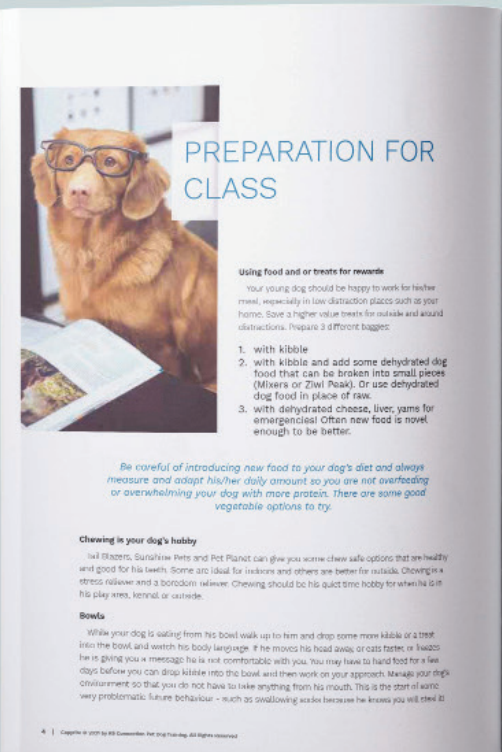 PREPARATION FOR
CLASS
Using food and or treats for rewards
Your young dog should be happy to work for his/her
meal, especially in low distraction places such as your
home. Save a higher value treats for outside and around
distractions. Prepare 3 different baggies:
1. with kibble
2. with kibble and add some dehydrated dog
food that can be broken into small pieces
(Mixers or Ziwi Peak). Or use dehydrated
dog food in place of raw.
3. with dehydrated cheese, liver, yams for
emergencies! Often new food is novel
enough to be better.
Be careful of introducing new food to your dog's diet and always
measure and adapt his/her daily amount so you are not overfeeding
or overwhelming your dog with more protein. There are some good
vegetable options to try.
Chewing is your dog's hobby
Tail Blazers, Sunshine Pets and Pet Planet can give you some chew safe options that are healthy
and good for his teeth. Some are ideal for indoors and others are better for outside. Chewing is a
stress reliever and a boredom reliever. Chewing should be his quiet time hobby for when he is in
his play area, kennel or outside.
Bowls
While your dog is eating from his bowl walk up to him and drop some more kibble or a treat
into the bowl and watch his body language. If he moves his head away, or eats faster, or freezes
he is giving you a message he is not comfortable with you. You may have to hand feed for a few
days before you can drop kibble into the bowl and then work on your approach. Manage your dog's
environment so that you do not have to take anything from his mouth. This is the start of some
very problematic future behaviour - such as swallowing socks because he knows you will steal it!
4 | by K9 dog. All Rights Reserved